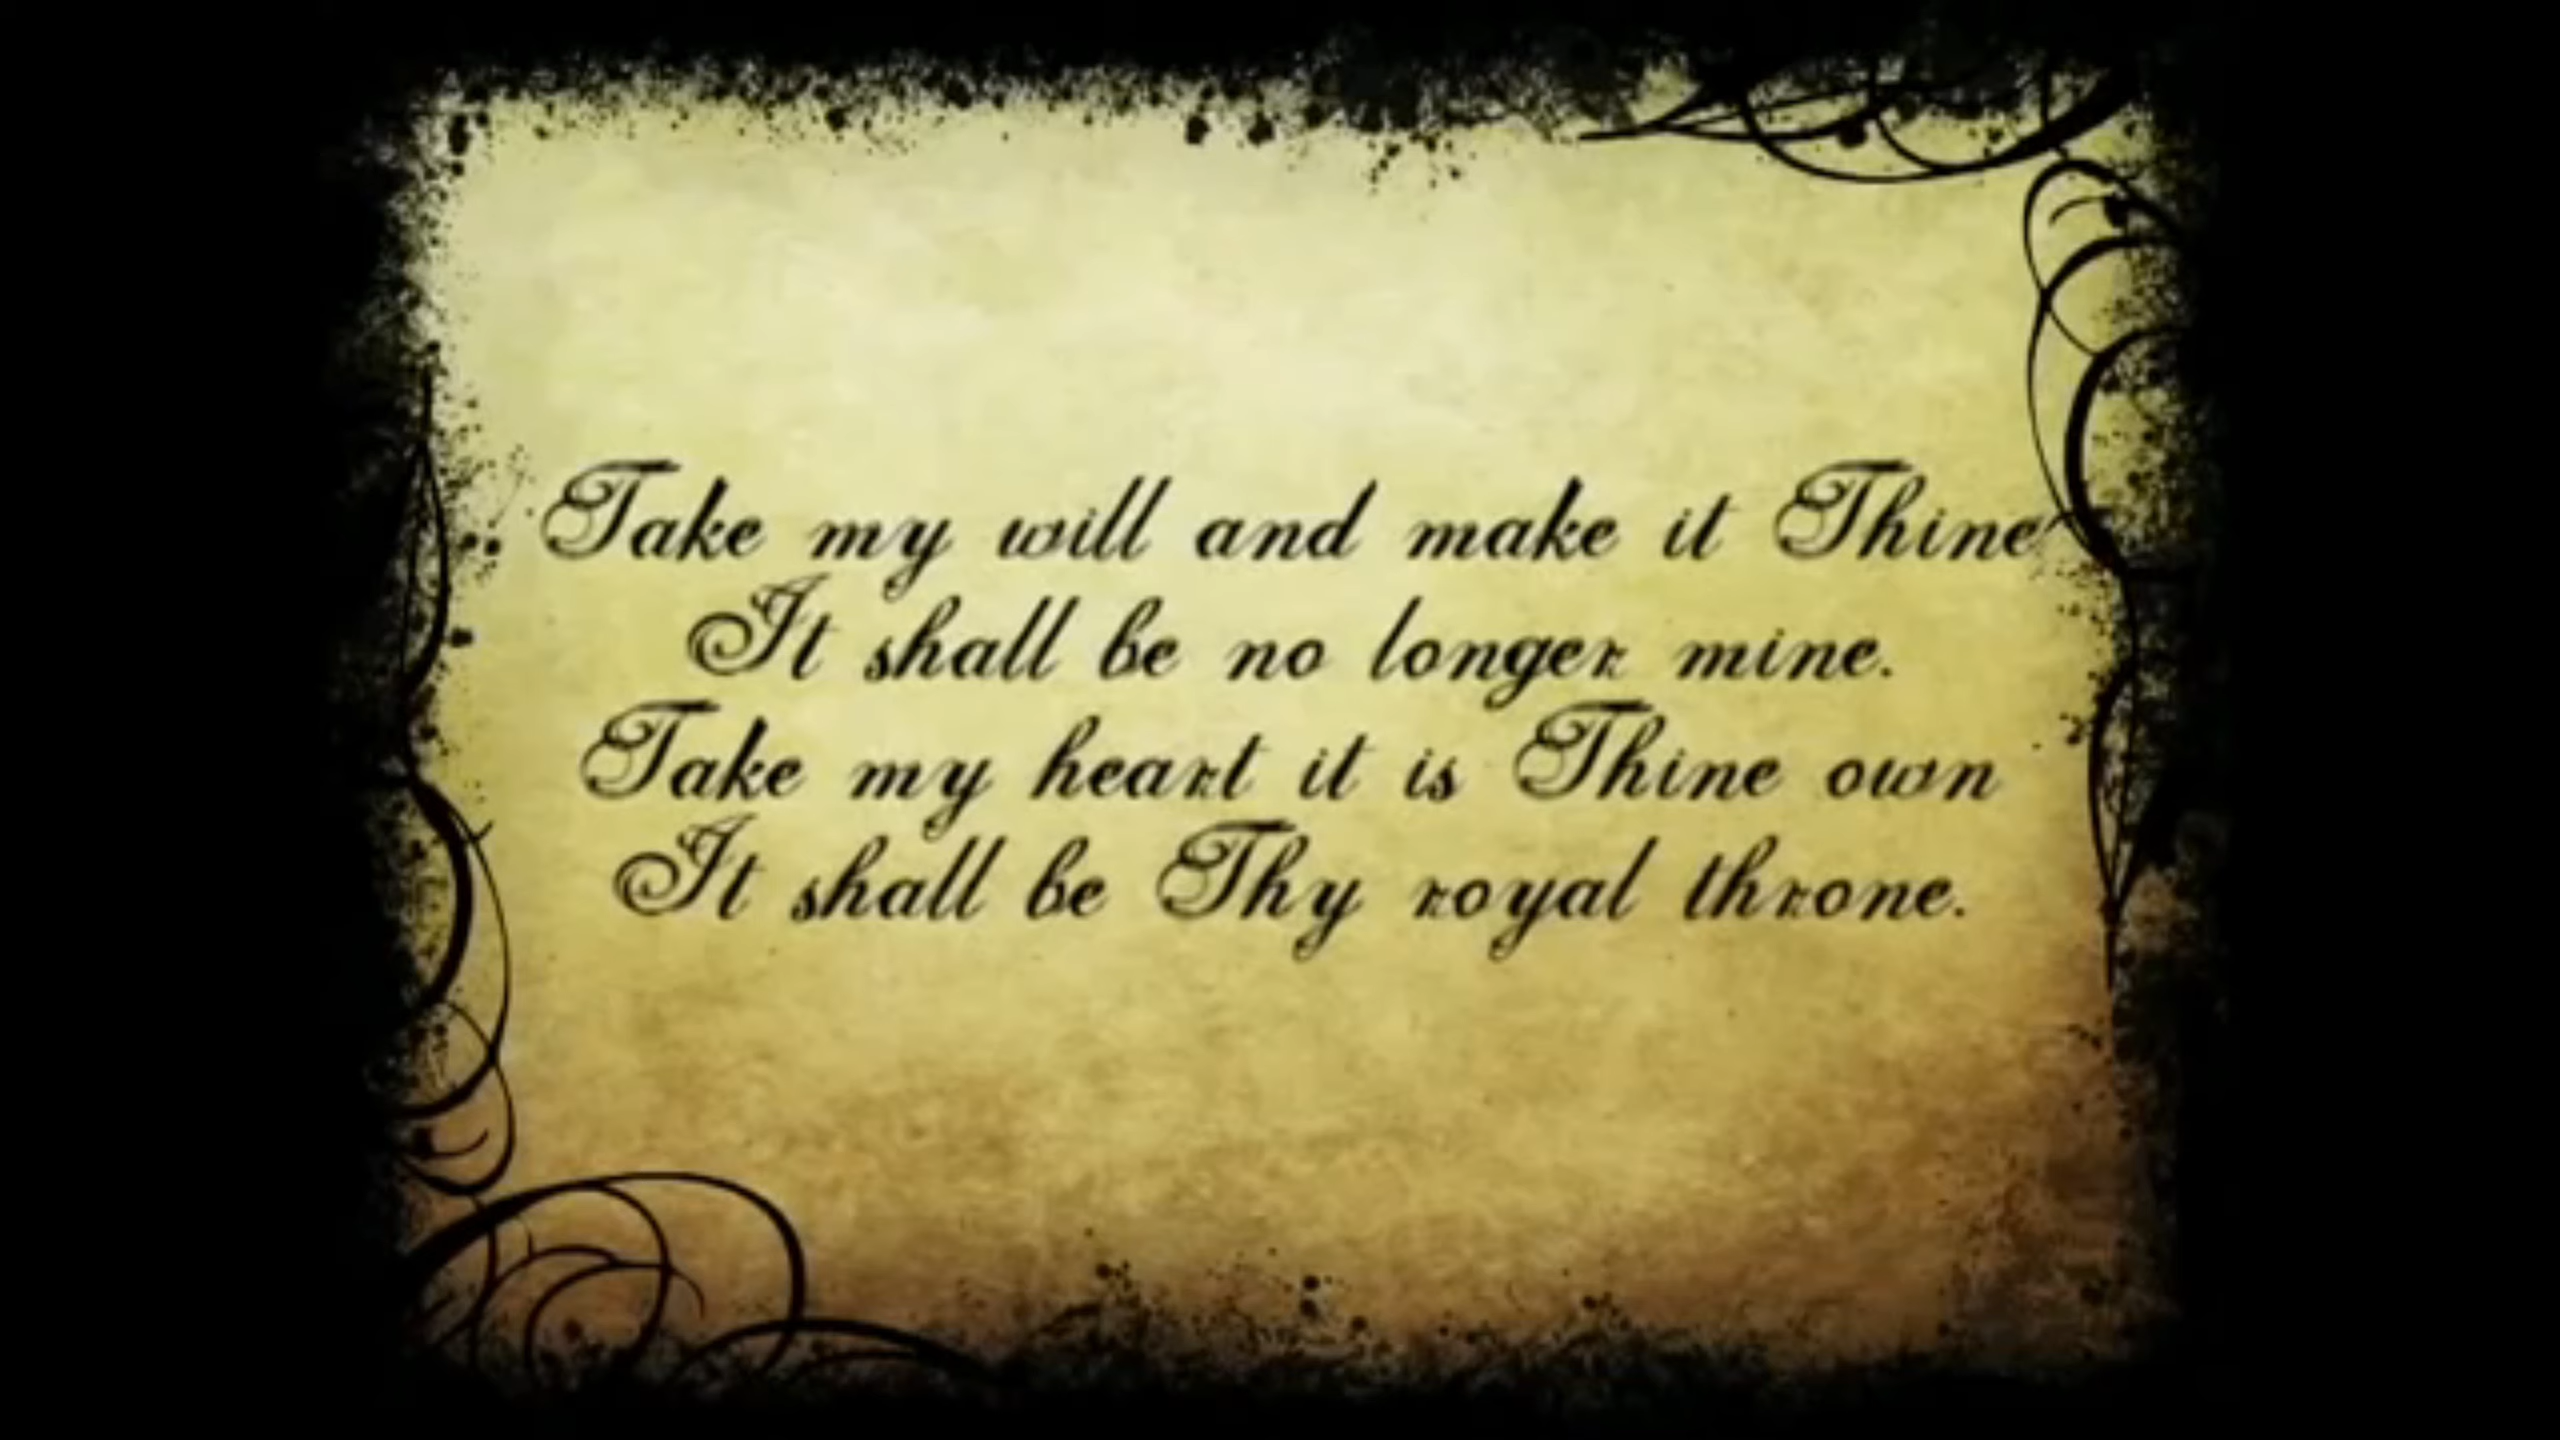 Take my will and make it Thine
It shall be no longer mine.
Take my heart it is Thine own
It shall be Thy royal throne.